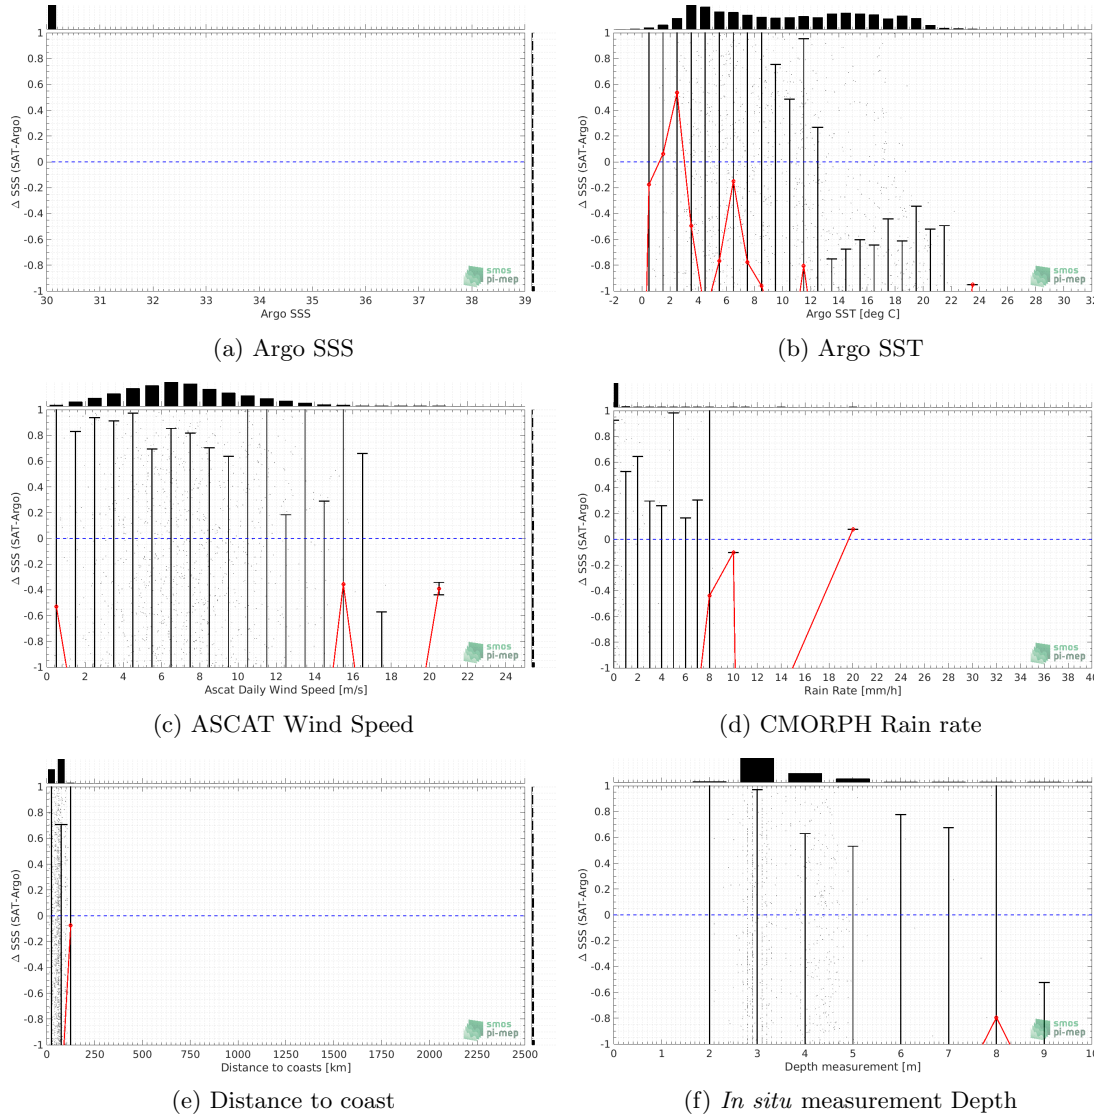 1
0.8
0.6
0.4
0.2
0
-0.2
-0.4
-0.6
-0.8
-1
Δ SSS (SAT-Argo)
30 31 32 33 34 35 36 37 38 39
Argo SSS
smos
pi-mep
(a) Argo SSS
1
0.8
0.6
0.4
0.2
0
-0.2
-0.4
-0.6
-0.8
-1
Δ SSS (SAT-Argo)
-2 0 2 4 6 8 10 12 14 16 18 20 22 24 26 28 30 32
Argo SST [deg C]
smos
pi-mep
(b) Argo SST
1
0.8
0.6
0.4
0.2
0
-0.2
-0.4
-0.6
-0.8
-1
Δ SSS (SAT-Argo)
0 2 4 6 8 10 12 14 16 18 20 22 24
Ascat Daily Wind Speed [m/s]
smos
pi-mep
(c) ASCAT Wind Speed
1
0.8
0.6
0.4
0.2
0
-0.2
-0.4
-0.6
-0.8
-1
Δ SSS (SAT-Argo)
0 2 4 6 8 10 12 14 16 18 20 22 24 26 28 30 32 34 36 38 40
Rain Rate [mm/h]
smos
pi-mep
(d) CMORPH Rain rate
1
0.8
0.6
0.4
0.2
0
-0.2
-0.4
-0.6
-0.8
-1
Δ SSS (SAT-Argo)
0 250 500 750 1000 1250 1500 1750 2000 2250 2500
Distance to coasts [km]
smos
pi-mep
(e) Distance to coast
1
0.8
0.6
0.4
0.2
0
-0.2
-0.4
-0.6
-0.8
-1
Δ SSS (SAT-Argo)
0 1 2 3 4 5 6 7 8 9 10
Depth measurement [m]
smos
pi-mep
(f) In situ measurement Depth